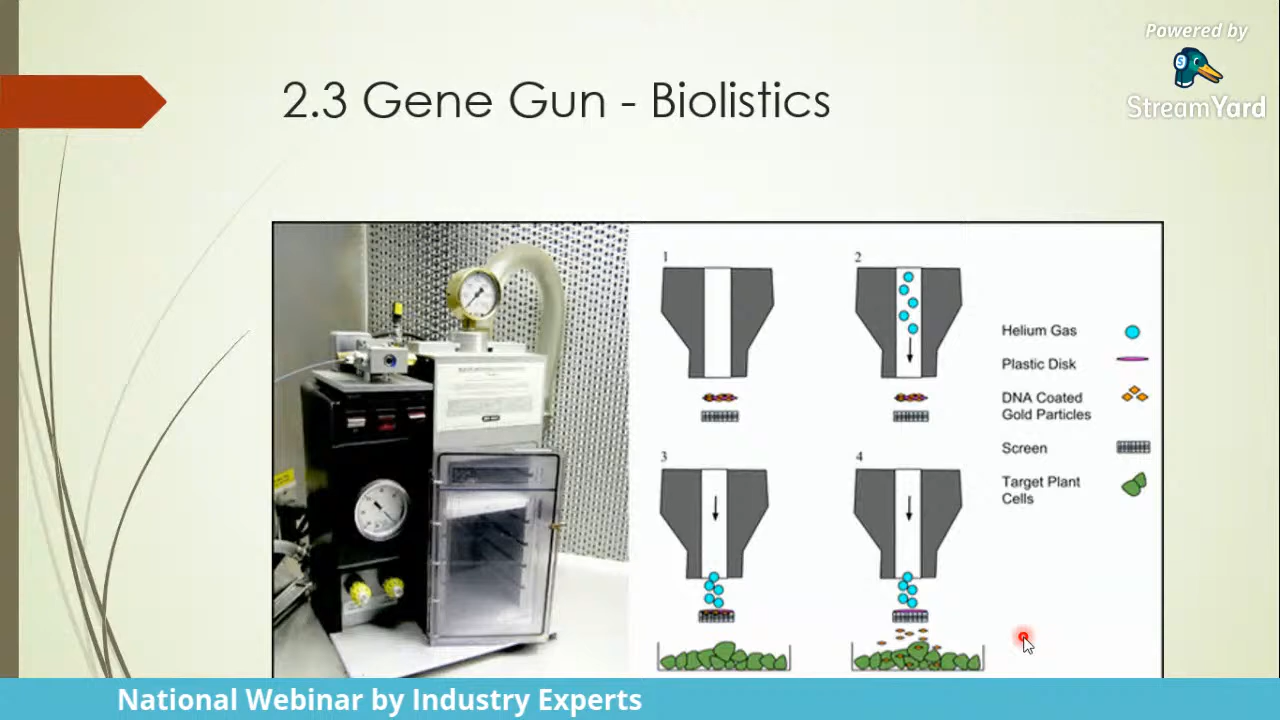 Powered by
StreamYard
2.3 Gene Gun - Biolistics
1
2
Helium Gas
Plastic Disk
DNA Coated
Gold Particles
Screen
3
4
Target Plant
Cells
National Webinar by Industry Experts